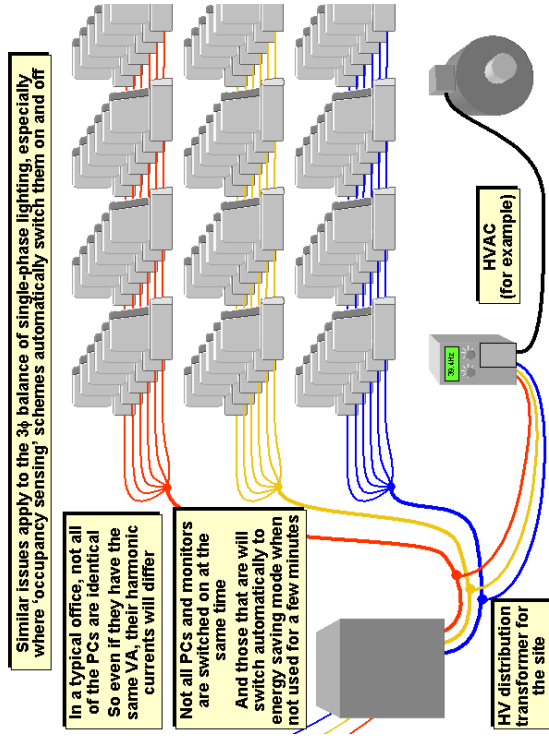 Similar issues apply to the 3ϕ balance of single-phase lighting, especially
where ‘occupancy sensing’ schemes automatically switch them on and off
In a typical office, not all
of the PCs are identical
So even if they have the
same VA, their harmonic
currents will differ
Not all PCs and monitors
are switched on at the
same time
And those that are will
switch automatically to
energy saving mode when
not used for a few minutes
HV distribution
transformer for
the site
39.4HZ
HVAC
(for example)